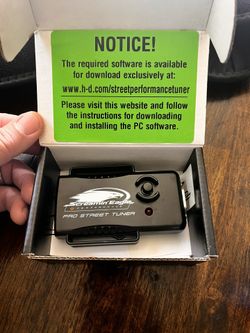 NOTICE!
The required software is available
for download exclusively at:
www.h-d.com/streetperformancetuner
Please visit this website and follow
the instructions for downloading
and installing the PC software.
Screamin' Eagle
PRO STREET TUNER